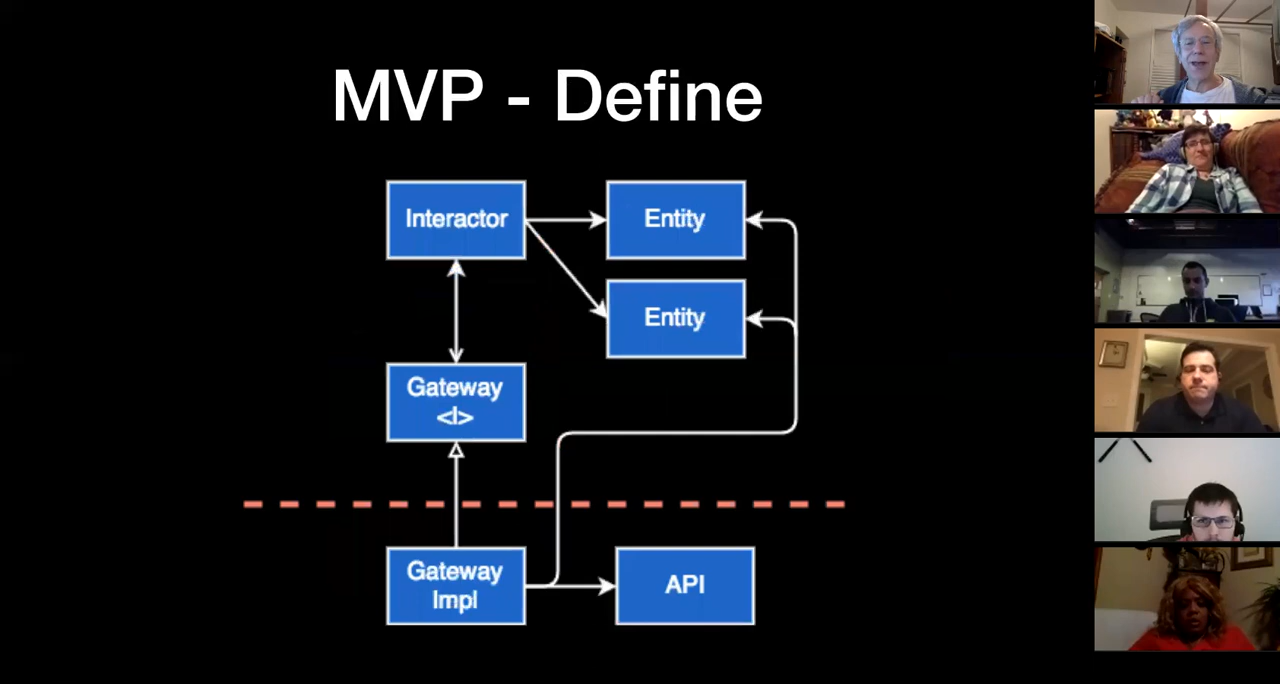 MVP - Define
Interactor
Entity
Entity
Gateway
<I>
Gateway
Impl
API